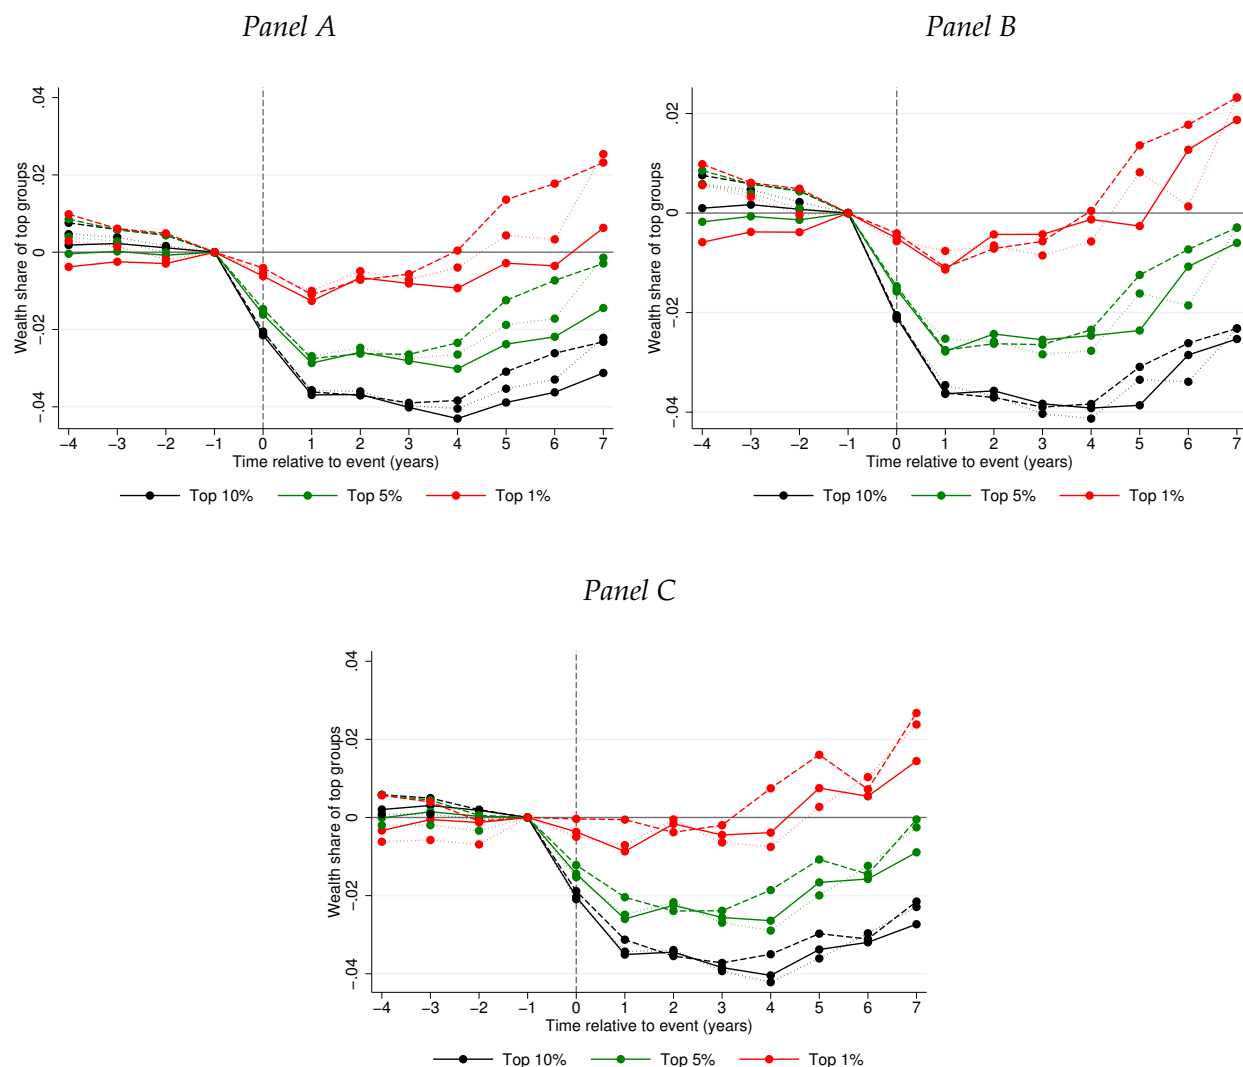 Panel A
Wealth share of top groups
.04
.02
0
−.02
−.04
−4 −3 −2 −1 0 1 2 3 4 5 6 7
Time relative to event (years)
Top 10% Top 5% Top 1%
Panel B
Wealth share of top groups
.02
0
−.02
−.04
−4 −3 −2 −1 0 1 2 3 4 5 6 7
Time relative to event (years)
Top 10% Top 5% Top 1%
Panel C
Wealth share of top groups
.04
.02
0
−.02
−.04
−4 −3 −2 −1 0 1 2 3 4 5 6 7
Time relative to event (years)
Top 10% Top 5% Top 1%